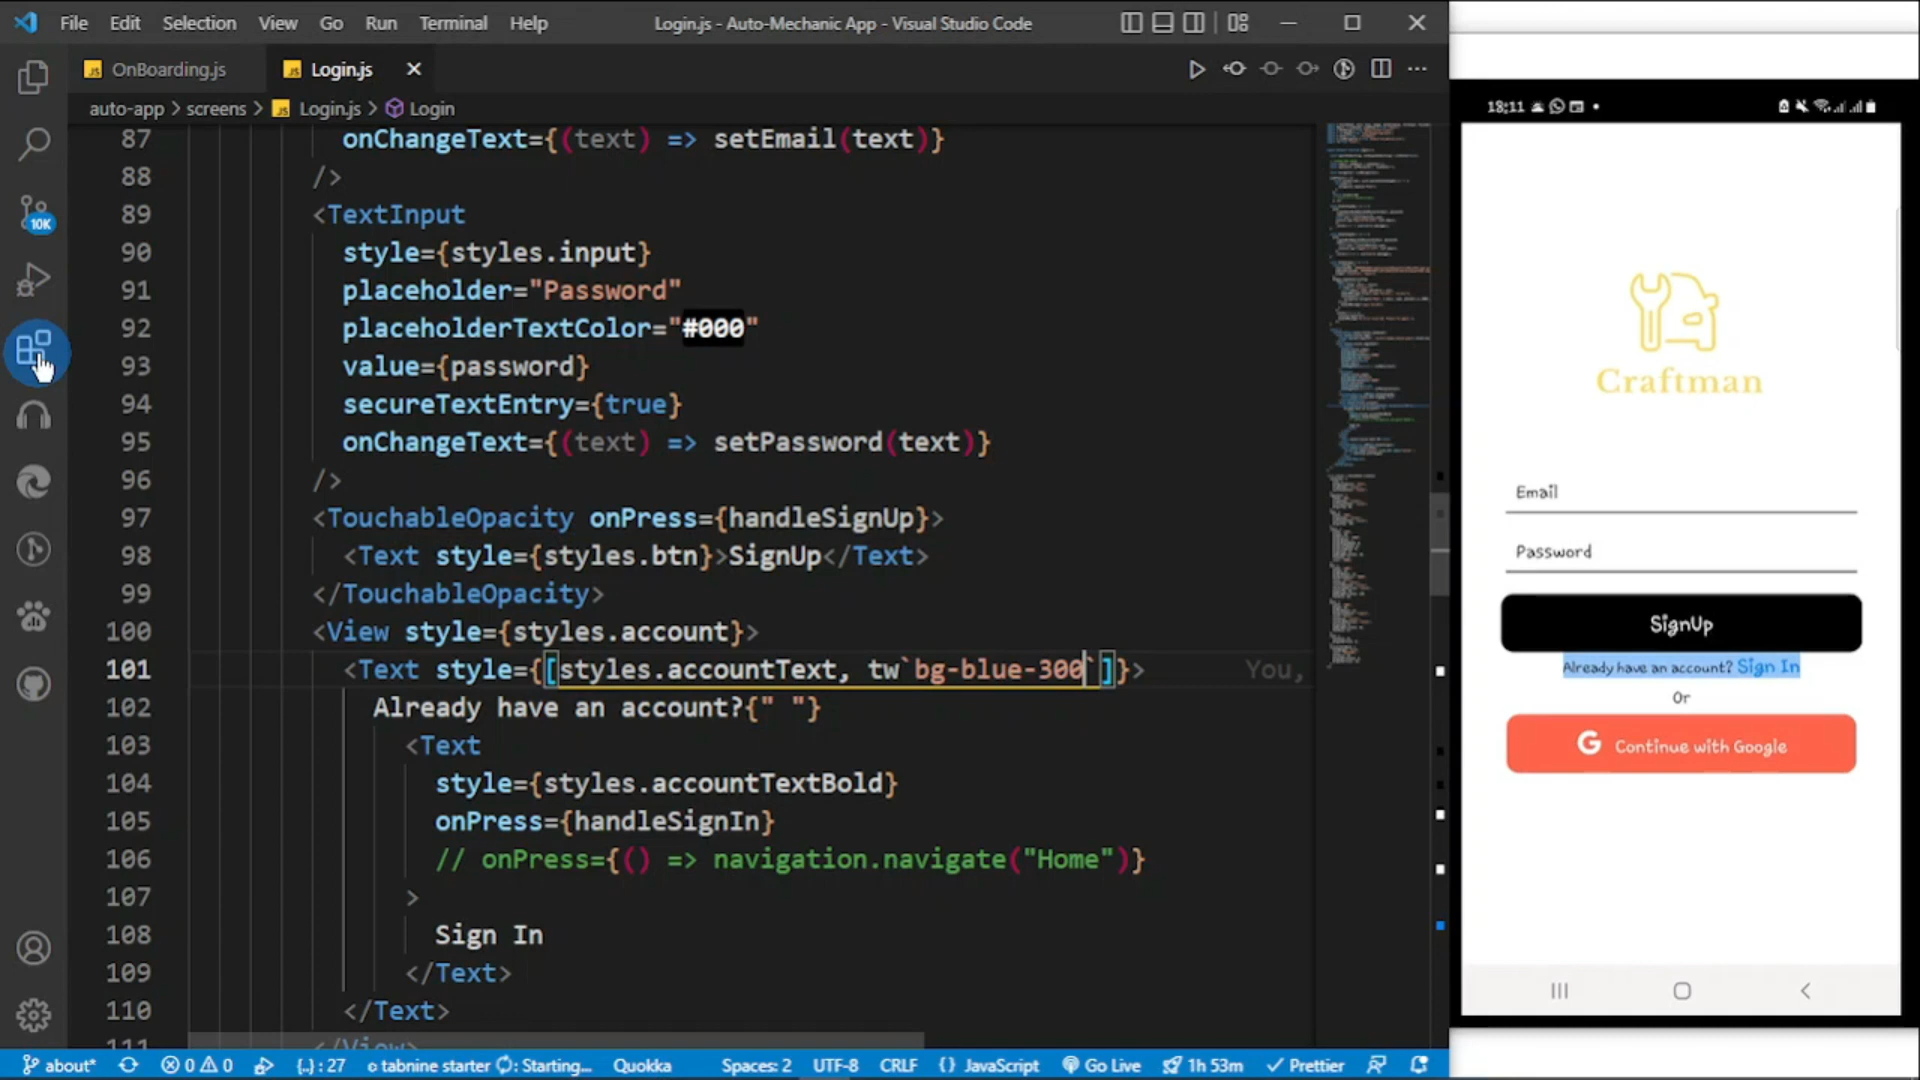 File Edit Selection View Go Run Terminal Help Login.js - Auto-Mechanic App - Visual Studio Code
JS OnBoarding.js JS Login.js
auto-app > screens > JS Login.js > Login
10K
87 onChangeText={(text) => setEmail(text)}
88 />
89 <TextInput
90 style={styles.input}
91 placeholder="Password"
92 placeholderTextColor="#000"
93 value={password}
94 secureTextEntry={true}
95 onChangeText={(text) => setPassword(text)}
96 />
97 <TouchableOpacity onPress={handleSignUp}>
98 <Text style={styles.btn}>SignUp</Text>
99 </TouchableOpacity>
100 <View style={styles.account}>
101 <Text style={[styles.accountText, tw`bg-blue-300`]}> You,
102 Already have an account?{" "}
103 <Text
104 style={styles.accountTextBold}
105 onPress={handleSignIn}
106 // onPress={() => navigation.navigate("Home")}
107 >
108 Sign In
109 </Text>
110 </Text>
111 </View>
about* 0 0 {..} : 27 tabnine starter : Starting... Quokka Spaces: 2 UTF-8 CRLF {} JavaScript Go Live 1h 53m Prettier
18:11
Craftman
Email
Password
SignUp
Already have an account? Sign In
Or
G Continue with Google